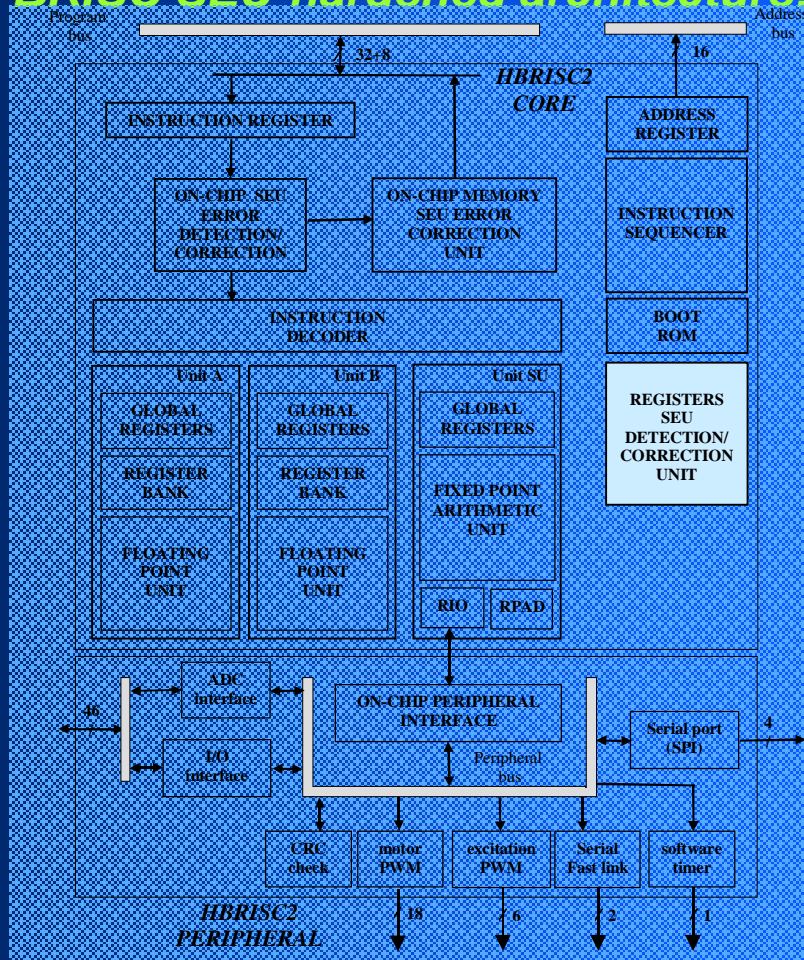 BRISC SEU-hardened architecture
Program
bus
Address
bus
32+8
16
HBRISC2
CORE
INSTRUCTION REGISTER
ADDRESS
REGISTER
ON-CHIP SEU
ERROR
DETECTION/
CORRECTION
ON-CHIP MEMORY
SEU ERROR
CORRECTION
UNIT
INSTRUCTION
SEQUENCER
INSTRUCTION
DECODER
BOOT
ROM
Unit A
GLOBAL
REGISTERS
REGISTER
BANK
FLOATING
POINT
UNIT
Unit B
GLOBAL
REGISTERS
REGISTER
BANK
FLOATING
POINT
UNIT
Unit SU
GLOBAL
REGISTERS
FIXED POINT
ARITHMETIC
UNIT
RIO
RPAD
REGISTERS
SEU
DETECTION/
CORRECTION
UNIT
46
ADC
interface
I/O
interface
ON-CHIP PERIPHERAL
INTERFACE
Peripheral
bus
Serial port
(SPI)
4
CRC
check
motor
PWM
excitation
PWM
Serial
Fast link
software
timer
18
6
2
1
HBRISC2
PERIPHERAL